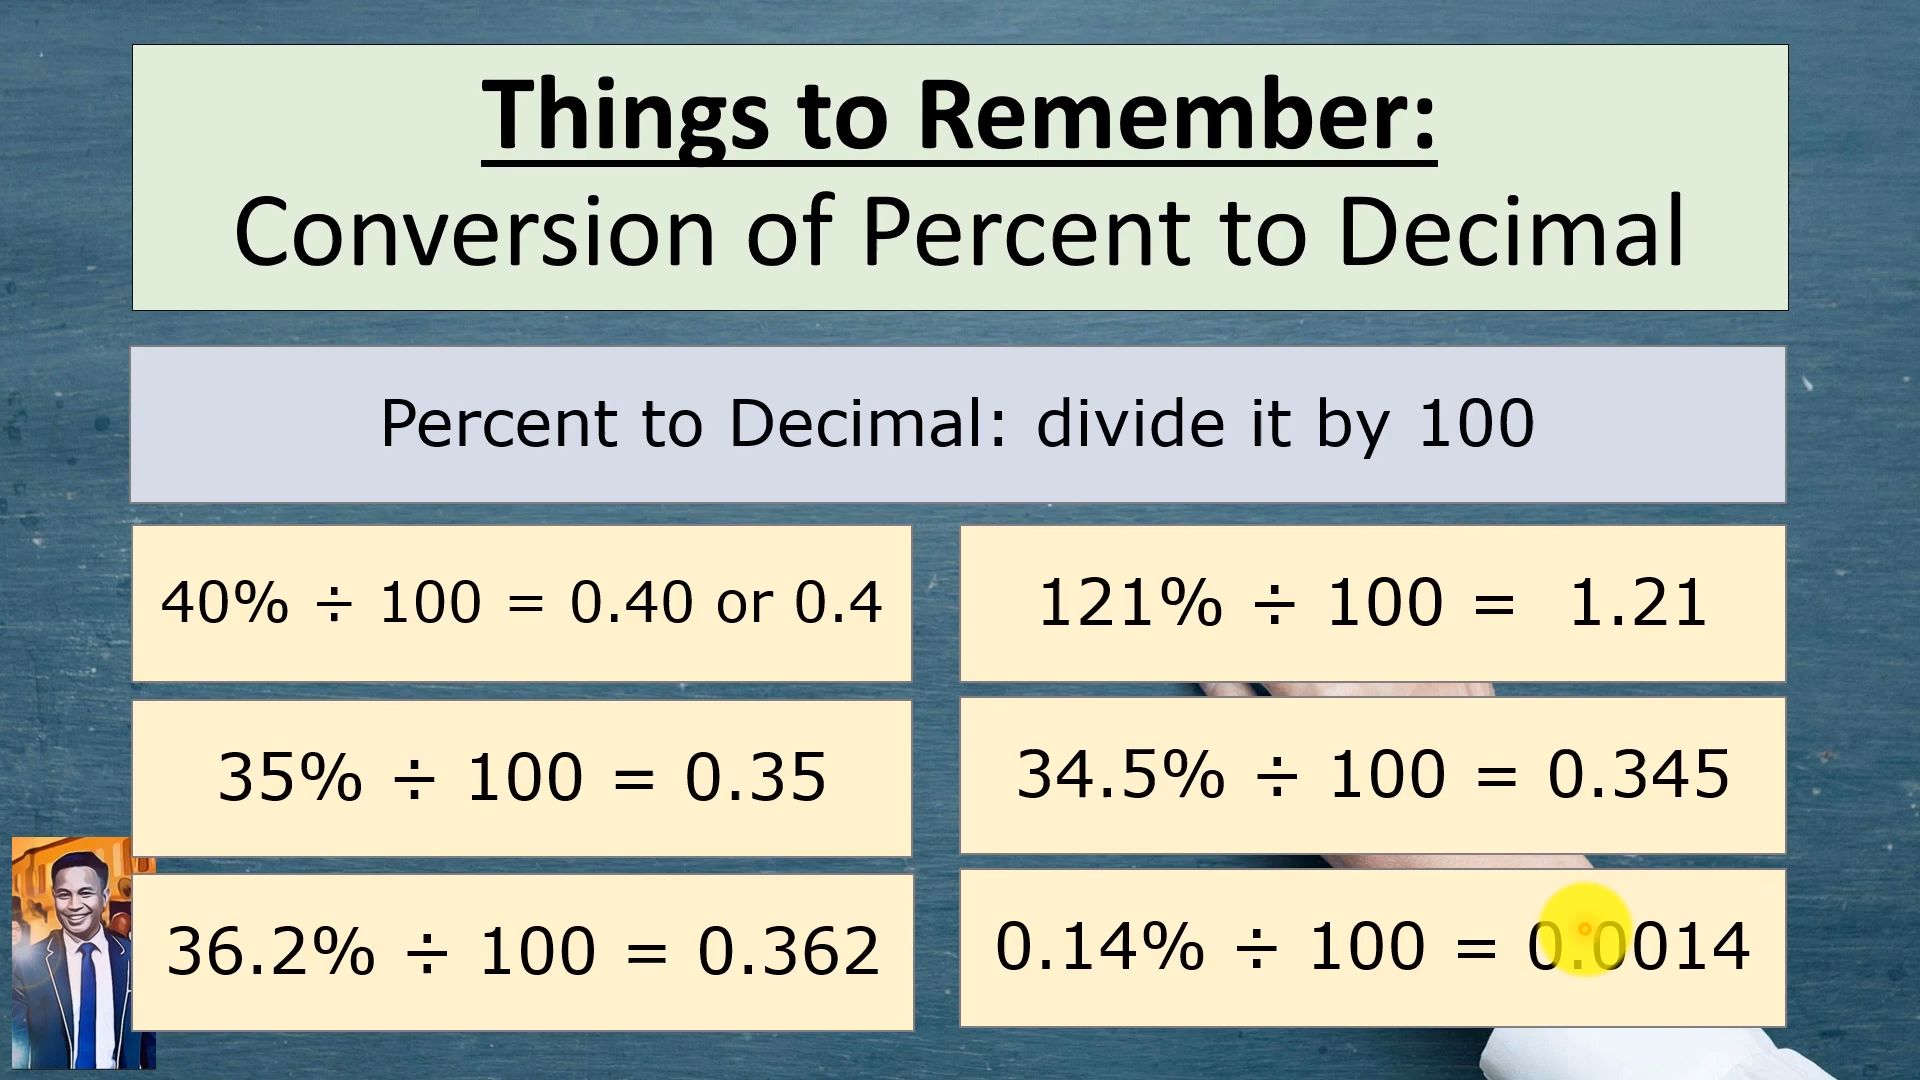 Things to Remember:
Conversion of Percent to Decimal
Percent to Decimal: divide it by 100
40% ÷ 100 = 0.40 or 0.4
121% ÷ 100 = 1.21
35% ÷ 100 = 0.35
34.5% ÷ 100 = 0.345
36.2% ÷ 100 = 0.362
0.14% ÷ 100 = 0.0014